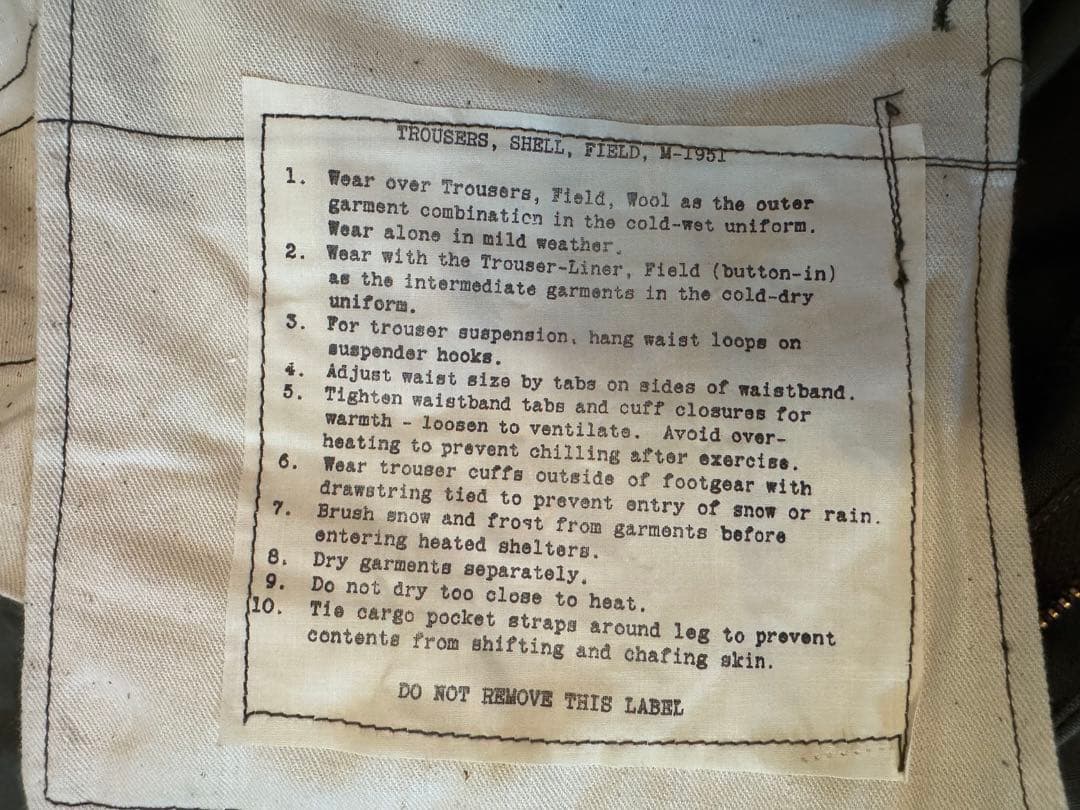 TROUSERS, SHELL, FIELD, M-1951
1. Wear over Trousers, Field, Wool as the outer
garment combination in the cold-wet uniform.
Wear alone in mild weather.
2. Wear with the Trouser-Liner, Field (button-in)
as the intermediate garments in the cold-dry
uniform.
3. For trouser suspension, hang waist loops on
suspender hooks.
4. Adjust waist size by tabs on sides of waistband.
5. Tighten waistband tabs and cuff closures for
warmth - loosen to ventilate. Avoid over-
heating to prevent chilling after exercise.
6. Wear trouser cuffs outside of footgear with
drawstring tied to prevent entry of snow or rain.
7. Brush snow and frost from garments before
entering heated shelters.
8. Dry garments separately.
9. Do not dry too close to heat.
10. Tie cargo pocket straps around leg to prevent
contents from shifting and chafing skin.
DO NOT REMOVE THIS LABEL